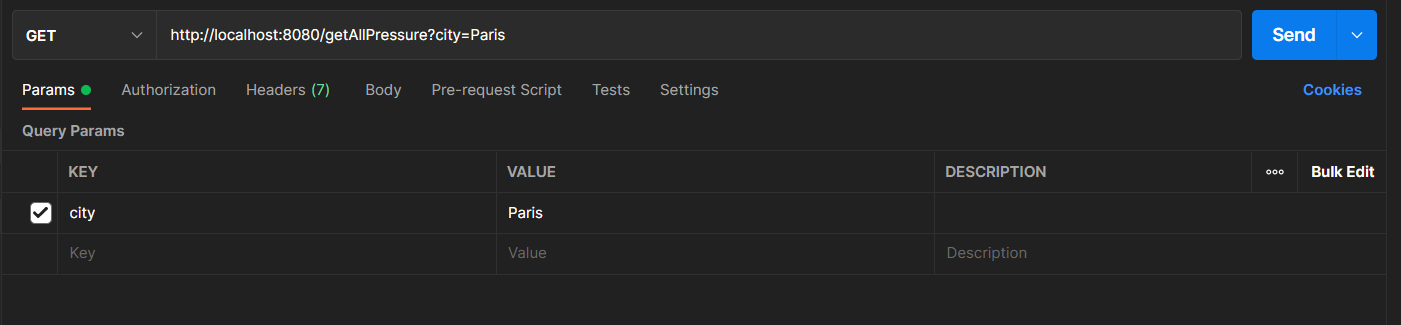 GET http://localhost:8080/getAllPressure?city=Paris Send
Params Authorization Headers (7) Body Pre-request Script Tests Settings Cookies
Query Params
KEY VALUE DESCRIPTION ooo Bulk Edit
city Paris
Key Value Description